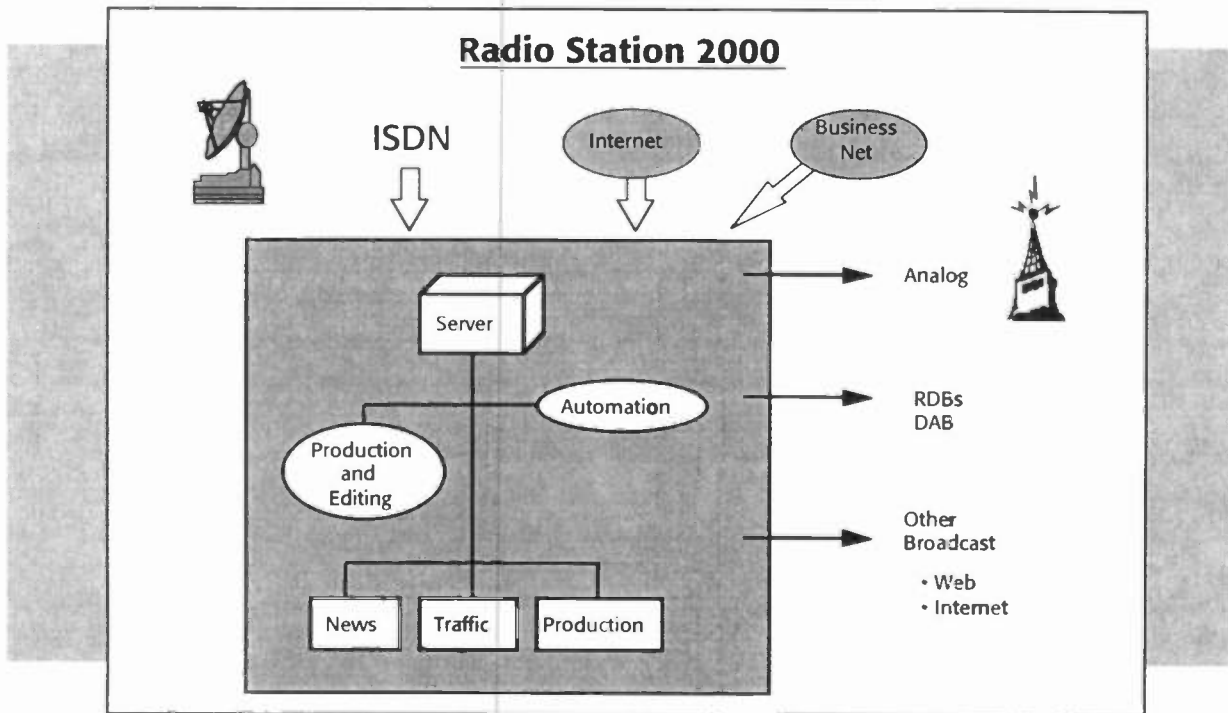 Radio Station 2000
ISDN
Internet
Business
Net
Server
Analog
Automation
RDBs
DAB
Production
and
Editing
Other
Broadcast
• Web
• Internet
News
Traffic
Production